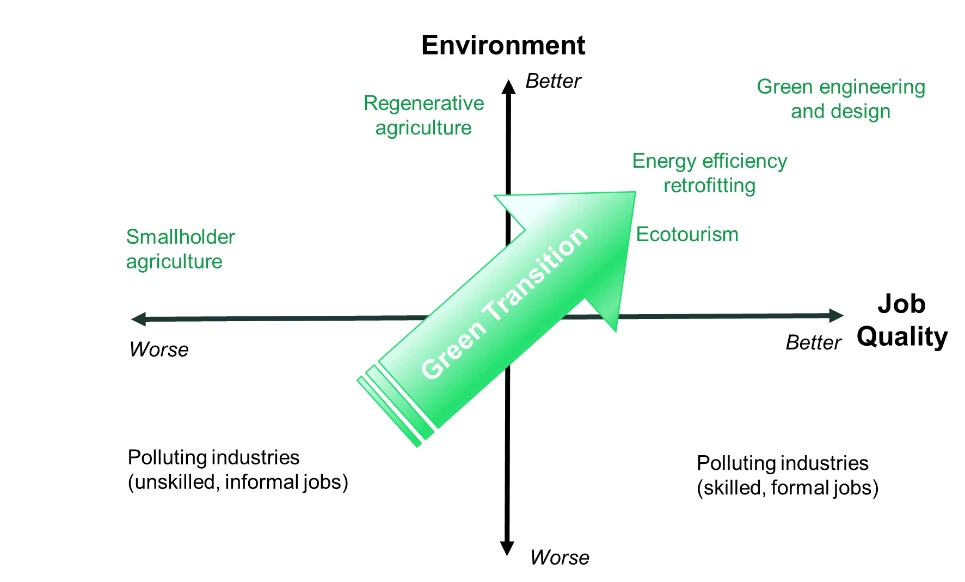 Environment
Better
Green engineering
and design
Regenerative
agriculture
Energy efficiency
retrofitting
Smallholder
agriculture
Ecotourism
Green Transition
Job
Quality
Worse
Better
Polluting industries
(unskilled, informal jobs)
Polluting industries
(skilled, formal jobs)
Worse